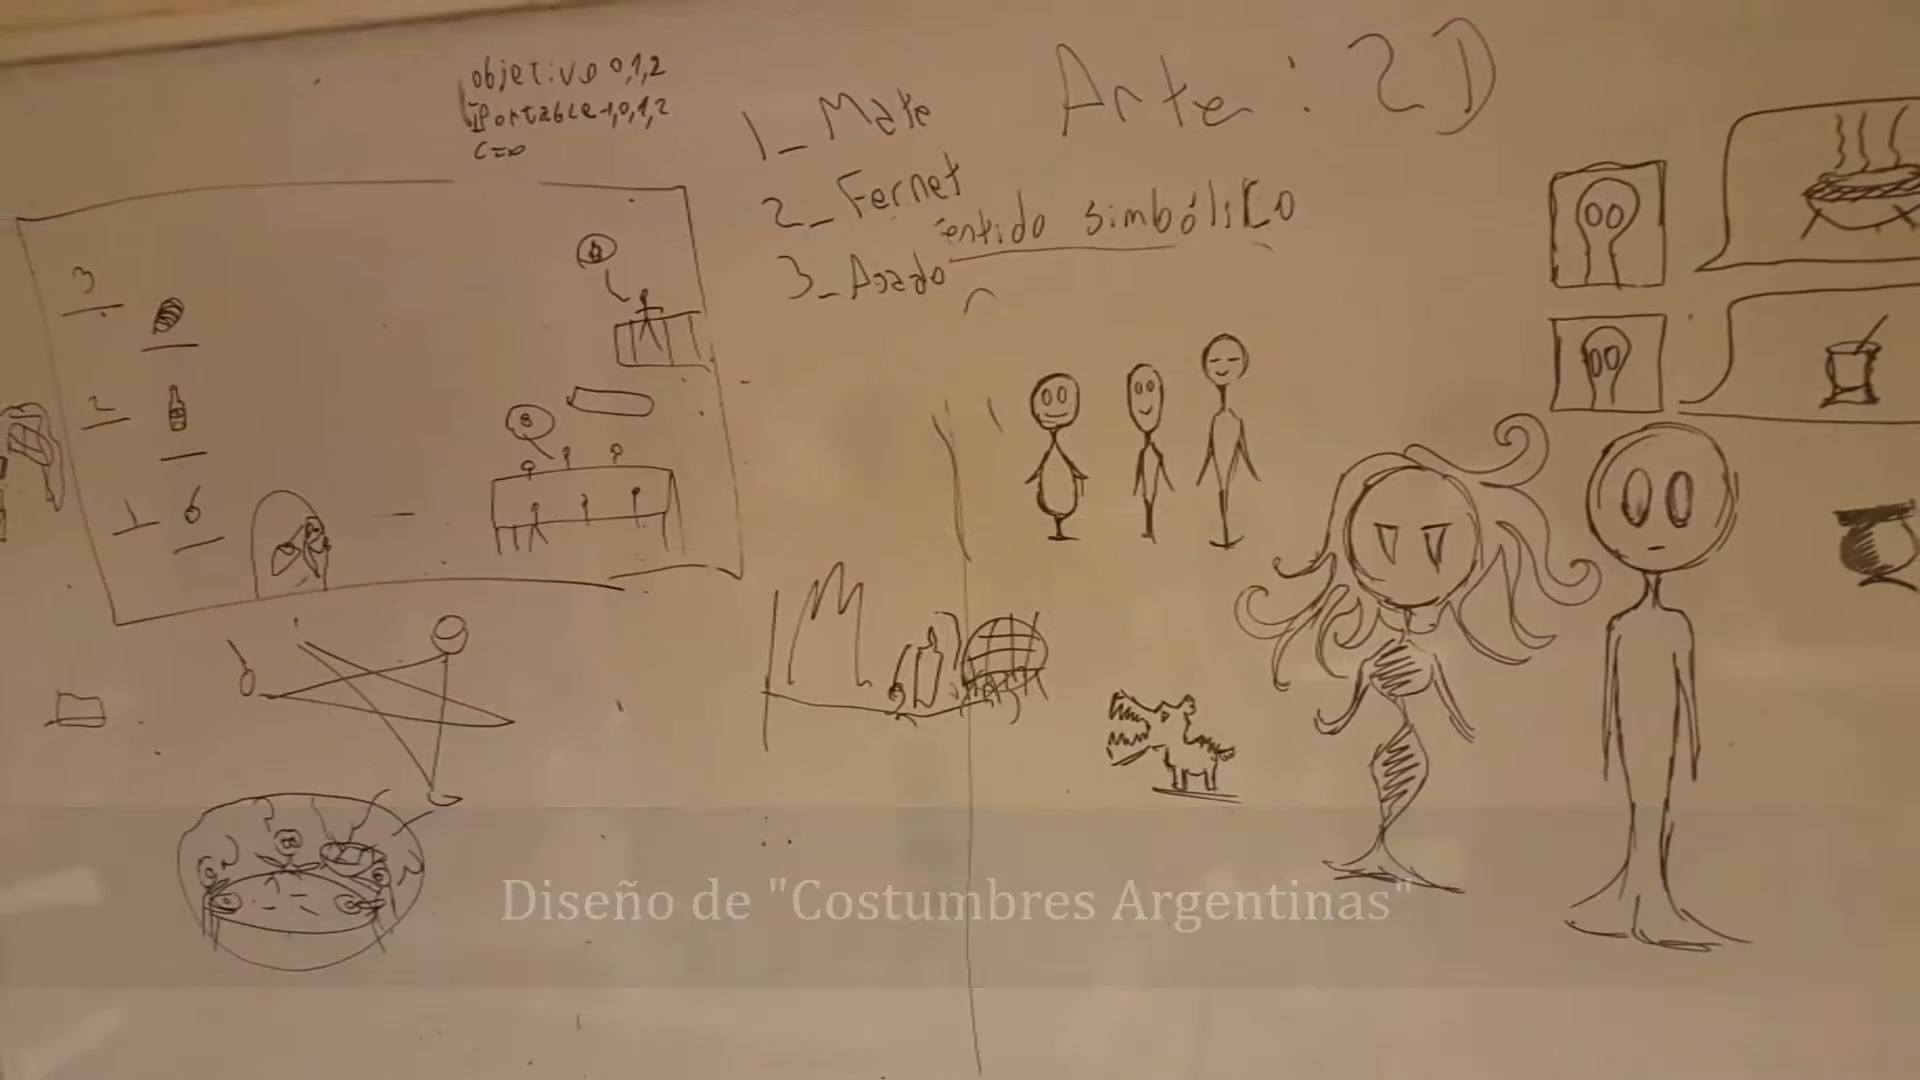 objetivo 0,1,2
Portable -1,0,1,2
Arte: 2D
1_ Mate
2_ Fernet
entido simbólico
3_ Asado
3
2
1
Diseño de "Costumbres Argentinas"